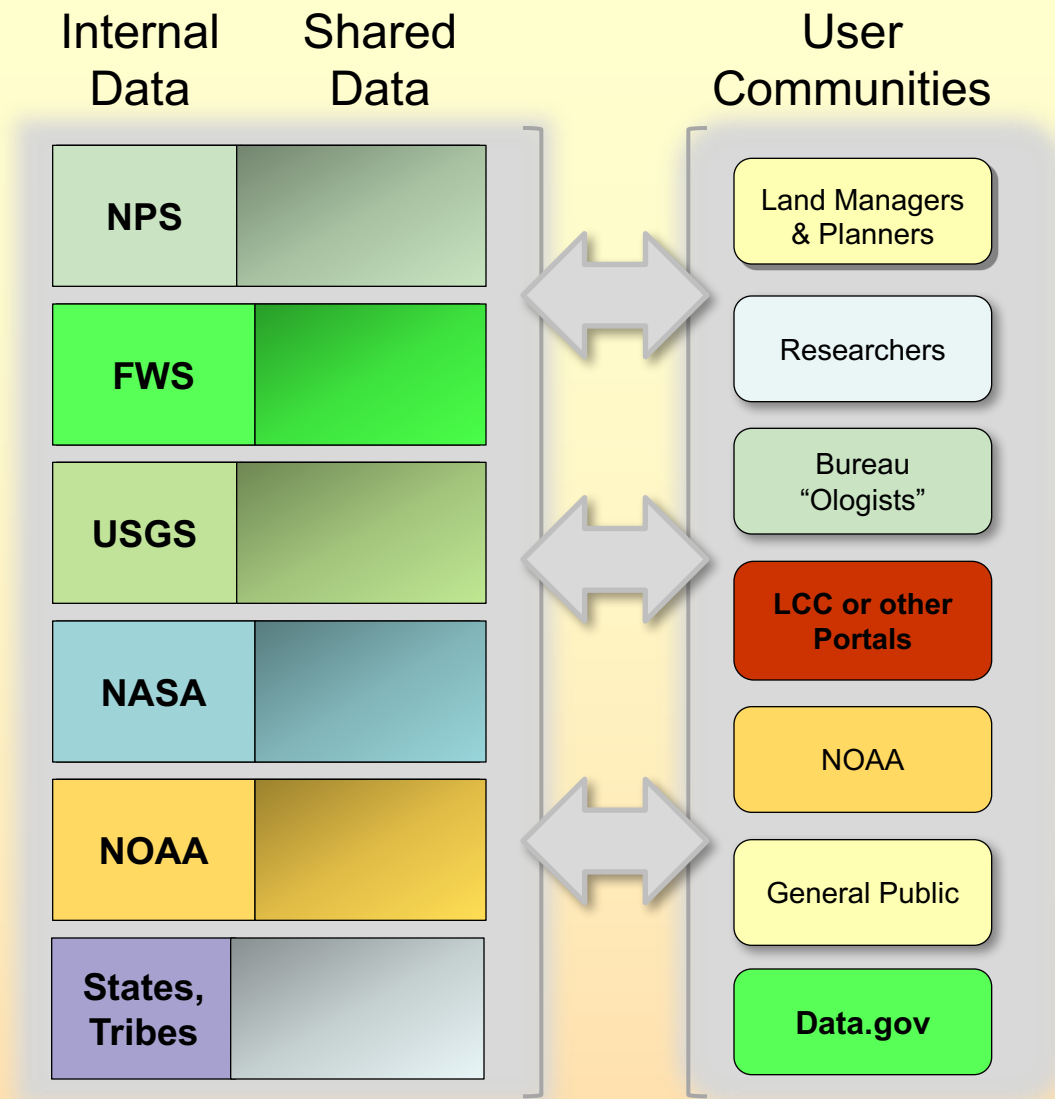 Internal
Data
Shared
Data
User
Communities
NPS
FWS
USGS
NASA
NOAA
States,
Tribes
Land Managers
& Planners
Researchers
Bureau
“Ologists”
LCC or other
Portals
NOAA
General Public
Data.gov